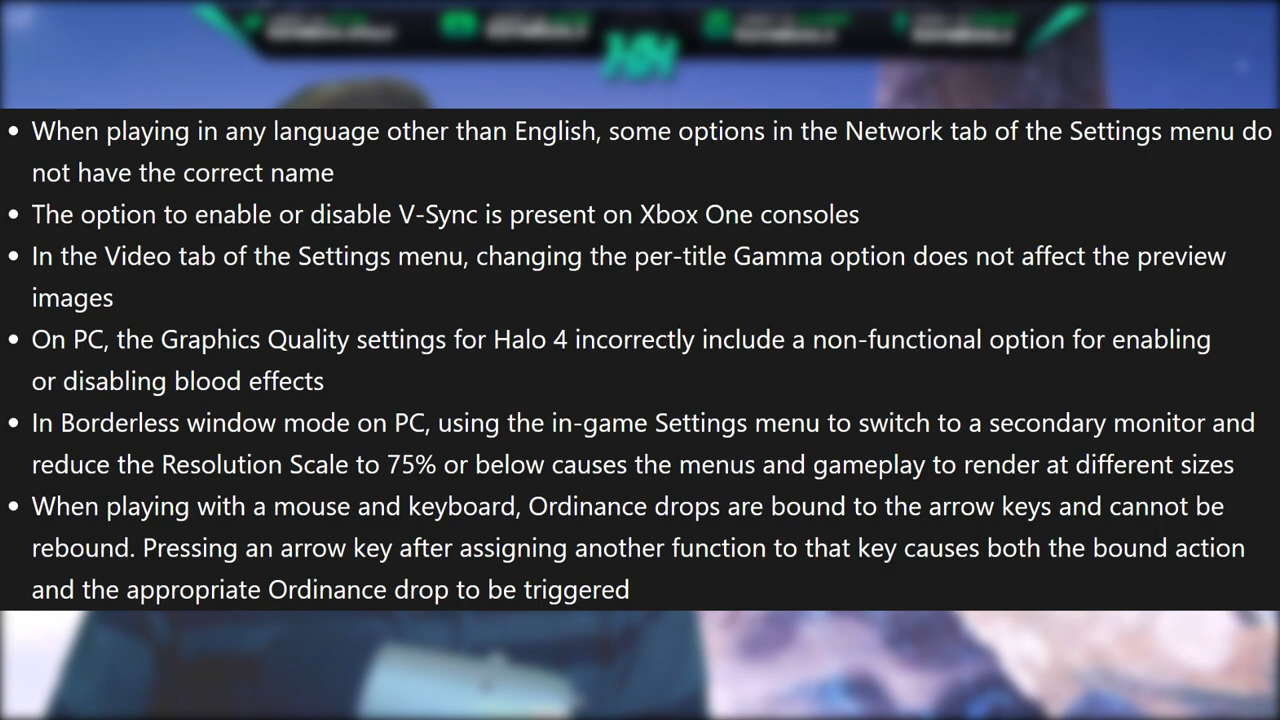 HH
• When playing in any language other than English, some options in the Network tab of the Settings menu do
not have the correct name
• The option to enable or disable V-Sync is present on Xbox One consoles
• In the Video tab of the Settings menu, changing the per-title Gamma option does not affect the preview
images
• On PC, the Graphics Quality settings for Halo 4 incorrectly include a non-functional option for enabling
or disabling blood effects
• In Borderless window mode on PC, using the in-game Settings menu to switch to a secondary monitor and
reduce the Resolution Scale to 75% or below causes the menus and gameplay to render at different sizes
• When playing with a mouse and keyboard, Ordinance drops are bound to the arrow keys and cannot be
rebound. Pressing an arrow key after assigning another function to that key causes both the bound action
and the appropriate Ordinance drop to be triggered